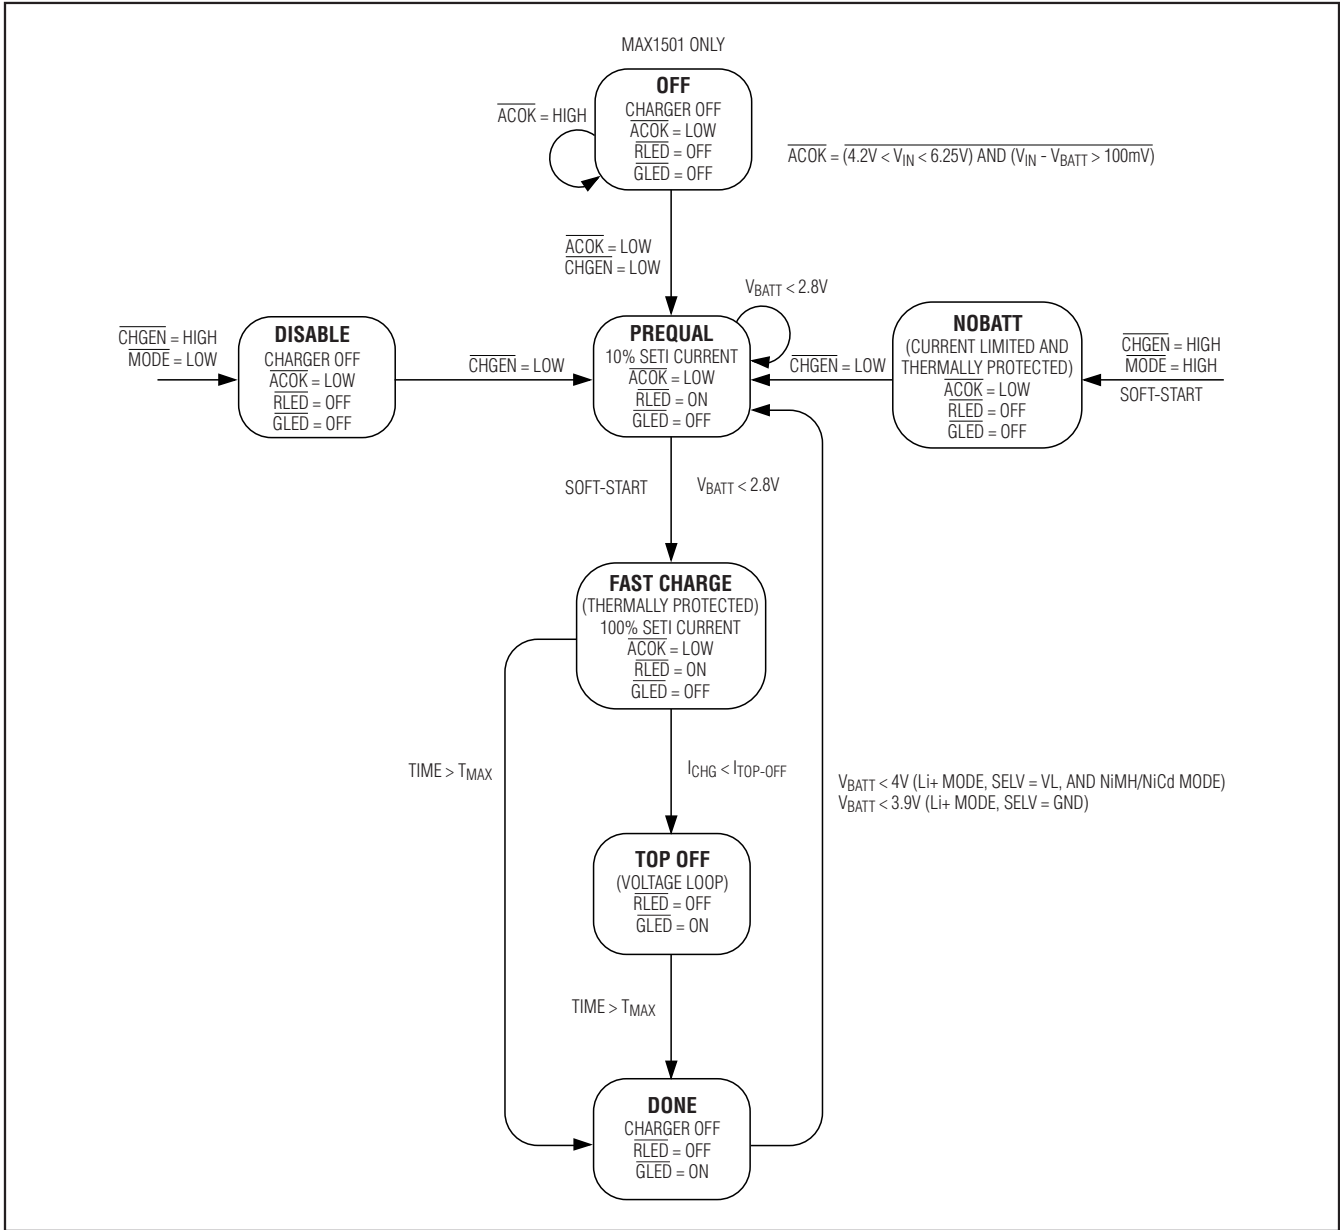 MAX1501 ONLY
OFF
CHARGER OFF
ACOK = LOW
RLED = OFF
GLED = OFF
ACOK = HIGH
ACOK = (4.2V < VIN < 6.25V) AND (VIN - VBATT > 100mV)
ACOK = LOW
CHGEN = LOW
VBATT < 2.8V
CHGEN = HIGH
MODE = LOW
DISABLE
CHARGER OFF
ACOK = LOW
RLED = OFF
GLED = OFF
CHGEN = LOW
PREQUAL
10% SETI CURRENT
ACOK = LOW
RLED = ON
GLED = OFF
CHGEN = LOW
NOBATT
(CURRENT LIMITED AND
THERMALLY PROTECTED)
ACOK = LOW
RLED = OFF
GLED = OFF
CHGEN = HIGH
MODE = HIGH
SOFT-START
SOFT-START
VBATT < 2.8V
FAST CHARGE
(THERMALLY PROTECTED)
100% SETI CURRENT
ACOK = LOW
RLED = ON
GLED = OFF
TIME > TMAX
ICHG < ITOP-OFF
VBATT < 4V (Li+ MODE, SELV = VL, AND NiMH/NiCd MODE)
VBATT < 3.9V (Li+ MODE, SELV = GND)
TOP OFF
(VOLTAGE LOOP)
RLED = OFF
GLED = ON
TIME > TMAX
DONE
CHARGER OFF
RLED = OFF
GLED = ON